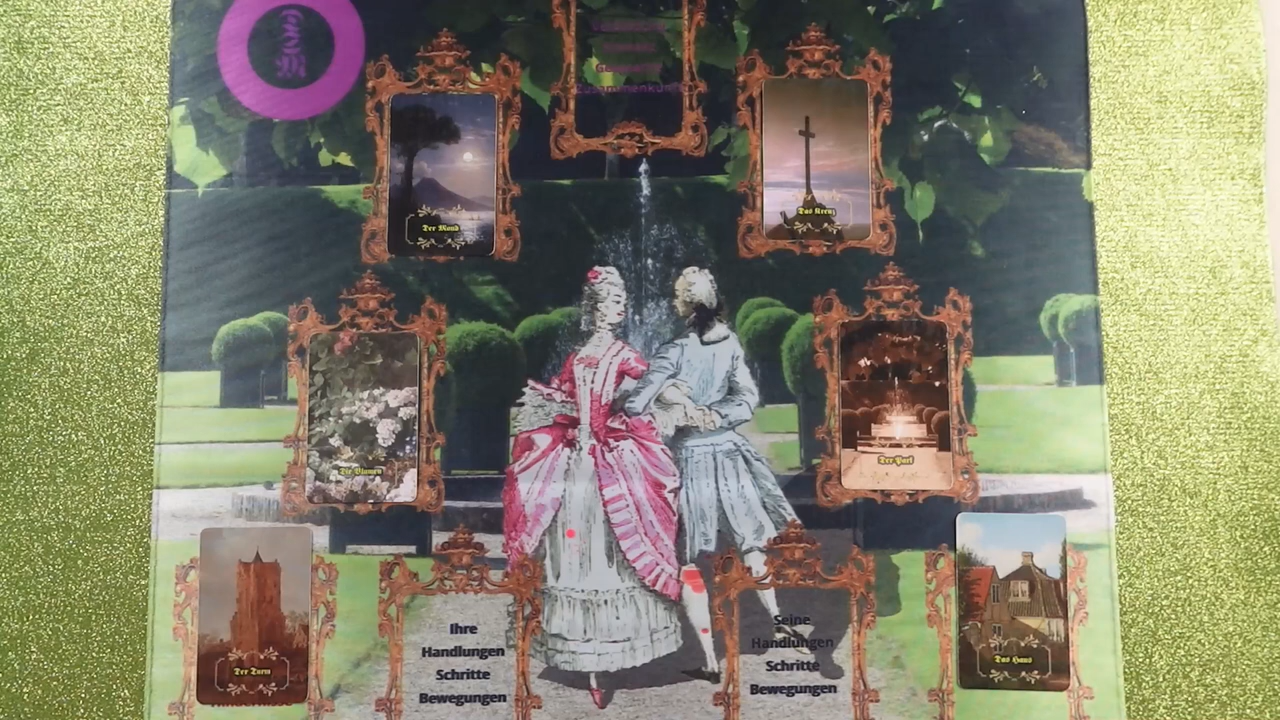 Zusammenkunft
Der Mond
Das Kreuz
Die Blumen
Der Park
Der Turm
Ihre
Handlungen
Schritte
Bewegungen
Seine
Handlungen
Schritte
Bewegungen
Das Haus